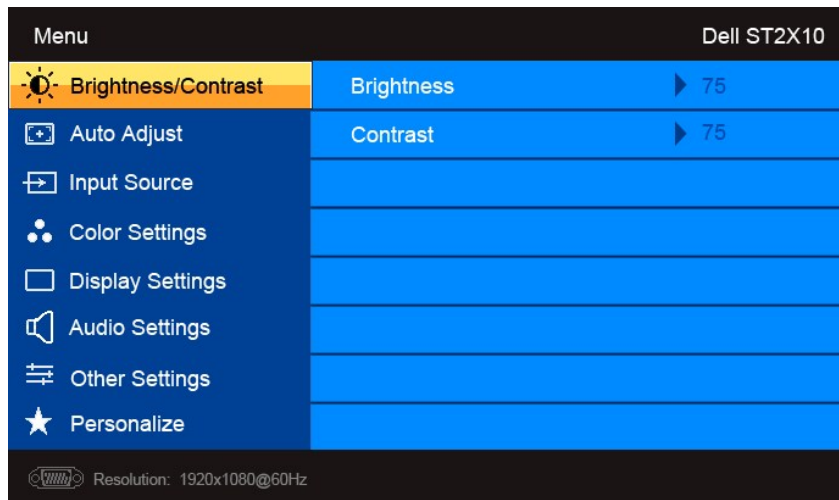 Menu Dell ST2X10
Brightness/Contrast Brightness 75
Auto Adjust Contrast 75
Input Source
Color Settings
Display Settings
Audio Settings
Other Settings
Personalize
Resolution: 1920x1080@60Hz